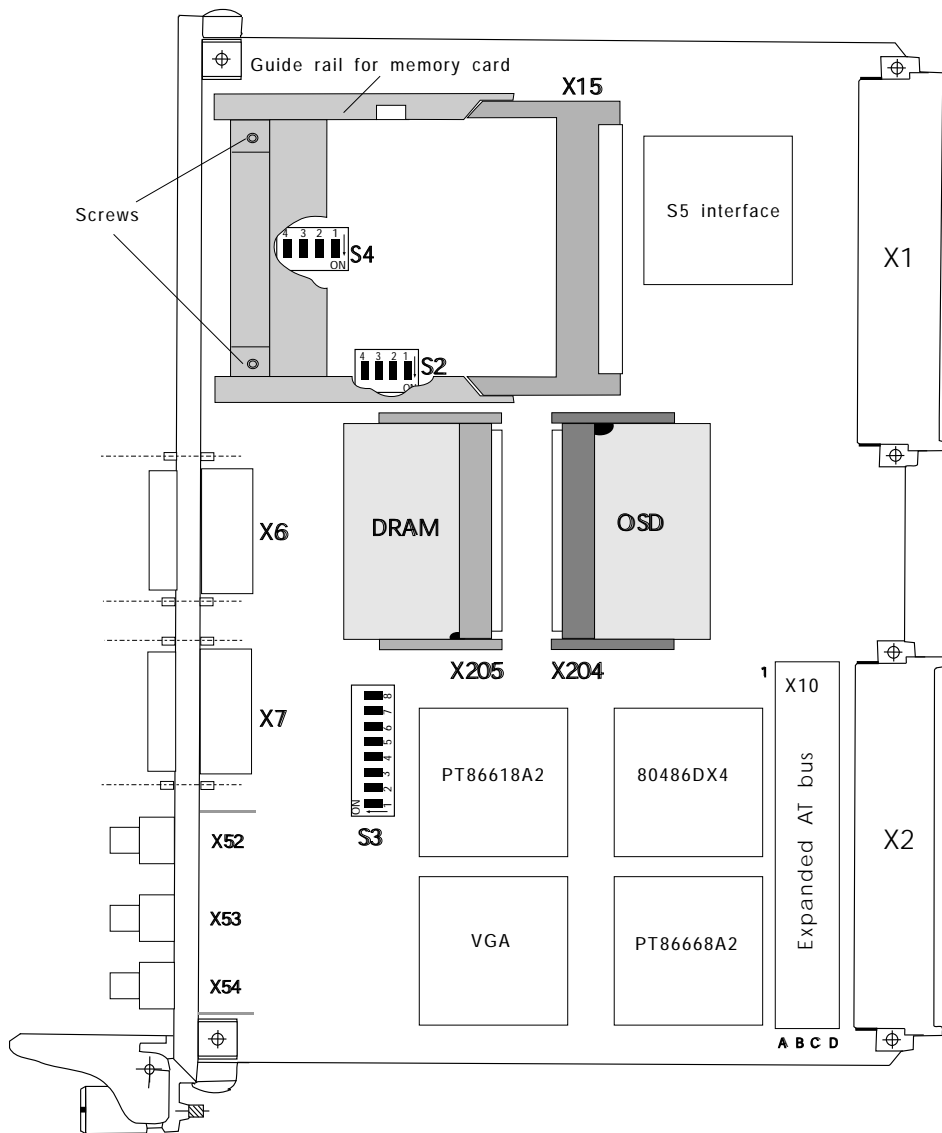 Guide rail for memory card
X15
Screws
S5 interface
X1
4 3 2 1
ON
S4
4 3 2 1
ON
S2
X6
DRAM
OSD
X205
X204
X7
8
7
6
5
4
3
2
1
ON
S3
PT86618A2
80486DX4
1
X10
Expanded AT bus
X2
X52
X53
X54
VGA
PT86668A2
A B C D